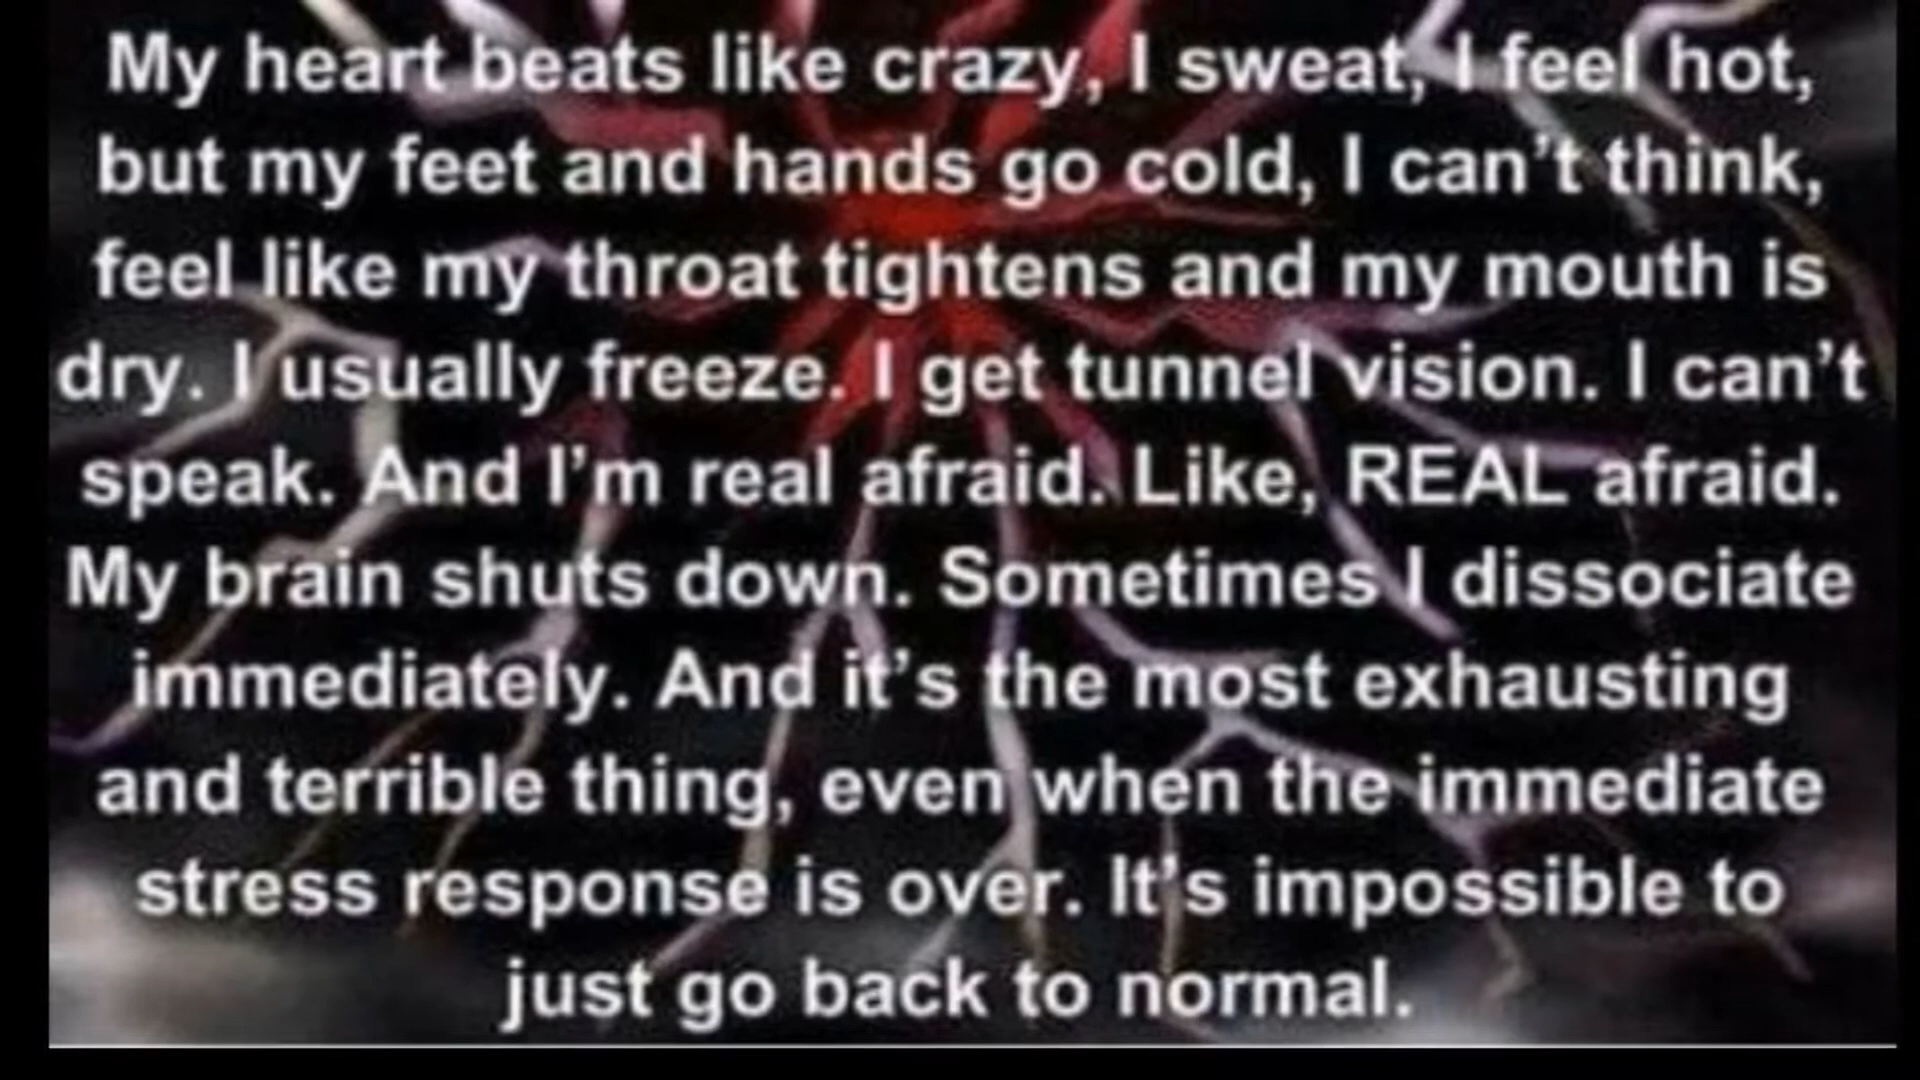 My heart beats like crazy, I sweat, I feel hot,
but my feet and hands go cold, I can't think,
feel like my throat tightens and my mouth is
dry. I usually freeze. I get tunnel vision. I can't
speak. And I'm real afraid. Like, REAL afraid.
My brain shuts down. Sometimes I dissociate
immediately. And it's the most exhausting
and terrible thing, even when the immediate
stress response is over. It's impossible to
just go back to normal.